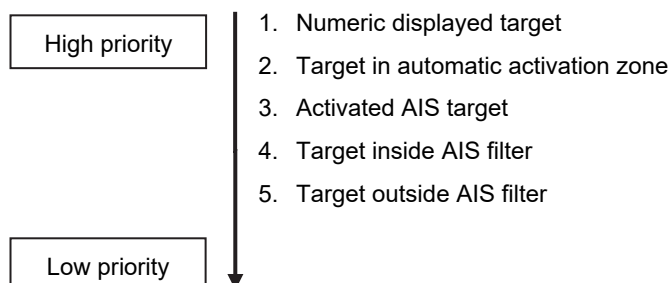 High priority
1. Numeric displayed target
2. Target in automatic activation zone
3. Activated AIS target
4. Target inside AIS filter
5. Target outside AIS filter
Low priority